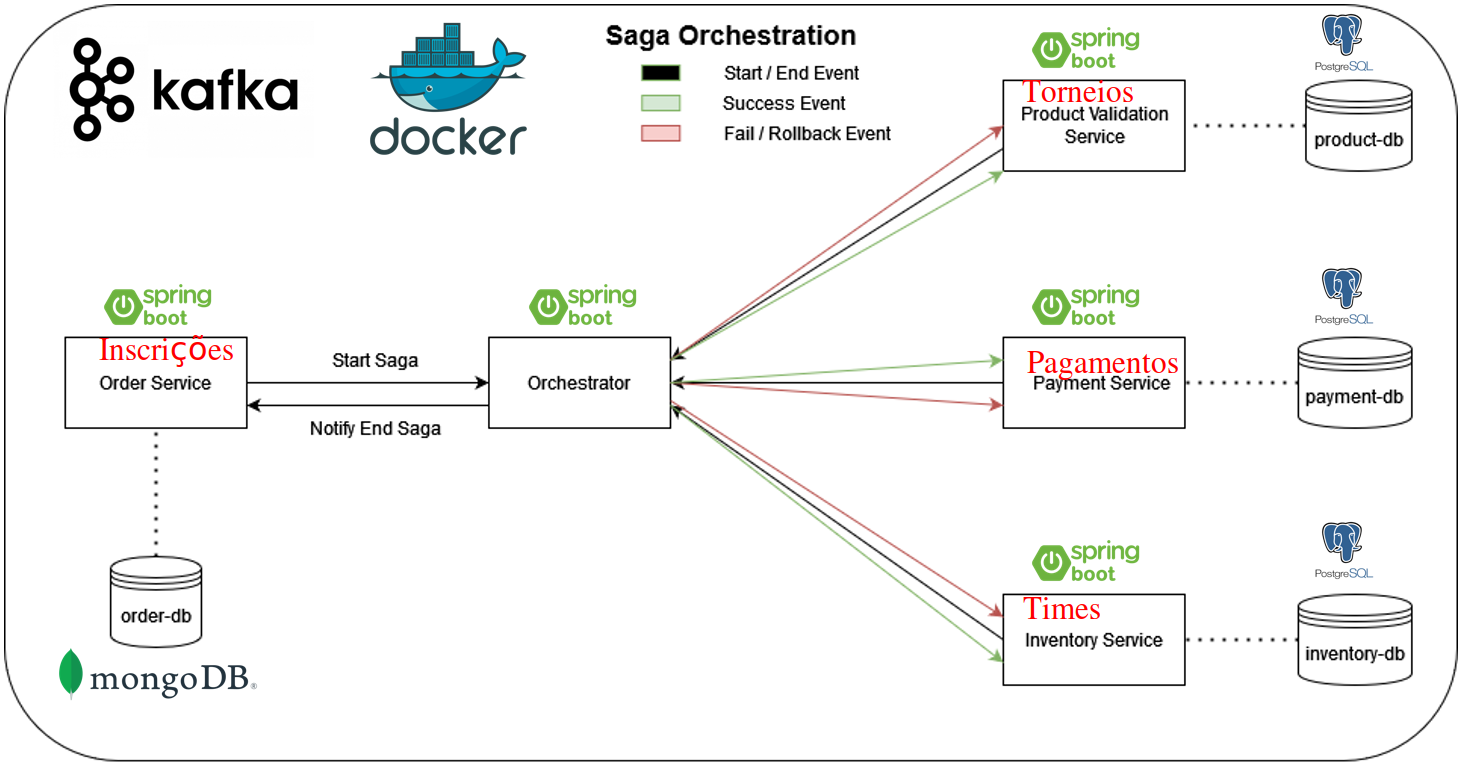 kafka
docker
Saga Orchestration
Start / End Event
Success Event
Fail / Rollback Event
spring
boot
PostgreSQL
Torneios
Product Validation
Service
product-db
spring
boot
Inscrições
Order Service
Start Saga
Notify End Saga
spring
boot
Orchestrator
spring
boot
PostgreSQL
Pagamentos
Payment Service
payment-db
order-db
mongoDB®
spring
boot
PostgreSQL
Times
Inventory Service
inventory-db